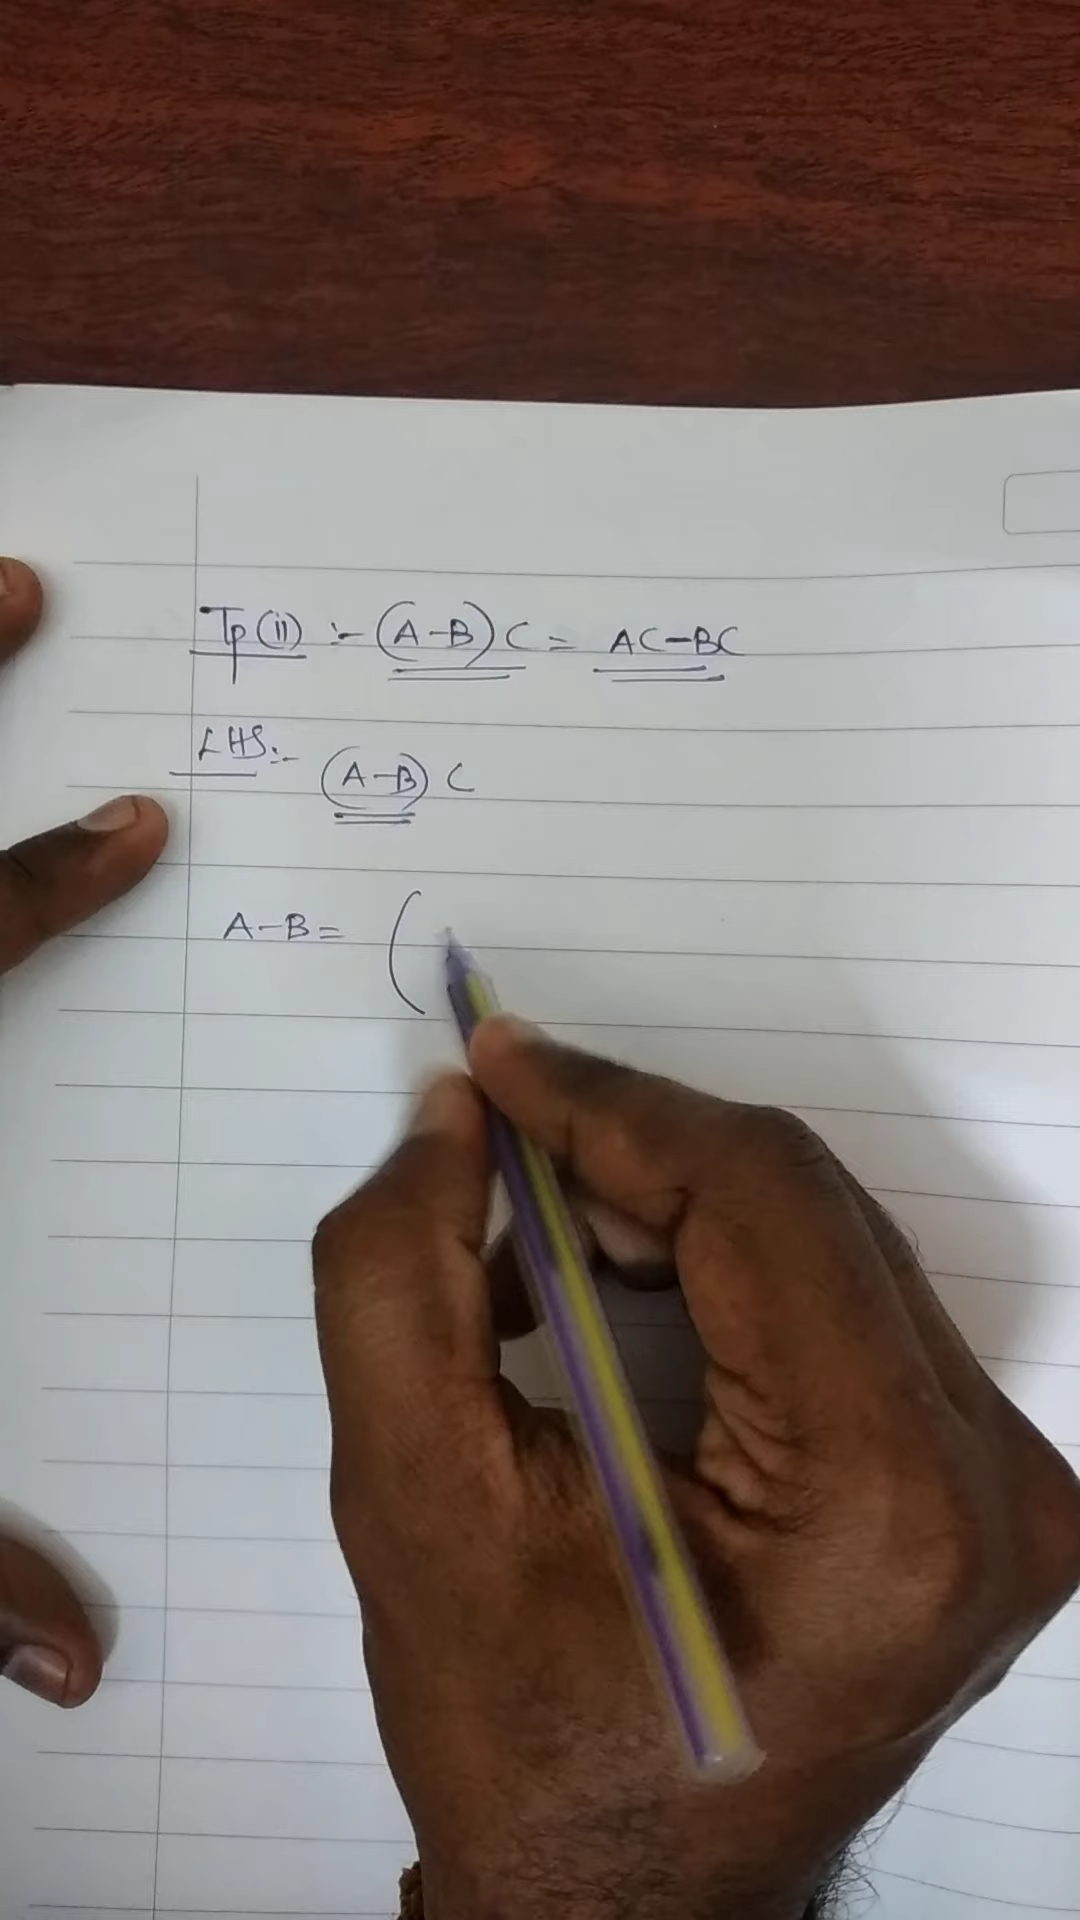 Tp (ii) :- (A-B) C = AC-BC
LHS:- (A-B) C
A-B= (